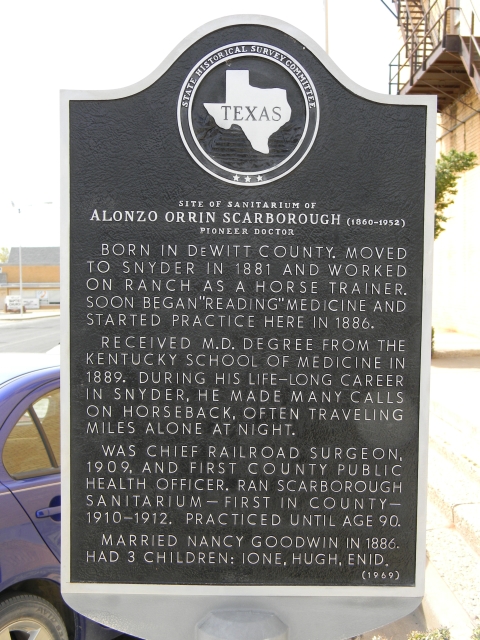 STATE HISTORICAL SURVEY COMMITTEE
TEXAS
SITE OF SANITARIUM OF
ALONZO ORRIN SCARBOROUGH (1860-1952)
PIONEER DOCTOR
BORN IN DeWITT COUNTY. MOVED
TO SNYDER IN 1881 AND WORKED
ON RANCH AS A HORSE TRAINER.
SOON BEGAN "READING" MEDICINE AND
STARTED PRACTICE HERE IN 1886.
RECEIVED M.D. DEGREE FROM THE
KENTUCKY SCHOOL OF MEDICINE IN
1889. DURING HIS LIFE-LONG CAREER
IN SNYDER, HE MADE MANY CALLS
ON HORSEBACK, OFTEN TRAVELING
MILES ALONE AT NIGHT.
WAS CHIEF RAILROAD SURGEON,
1909, AND FIRST COUNTY PUBLIC
HEALTH OFFICER. RAN SCARBOROUGH
SANITARIUM—FIRST IN COUNTY—
1910-1912. PRACTICED UNTIL AGE 90.
MARRIED NANCY GOODWIN IN 1886.
HAD 3 CHILDREN: IONE, HUGH, ENID.
(1969)